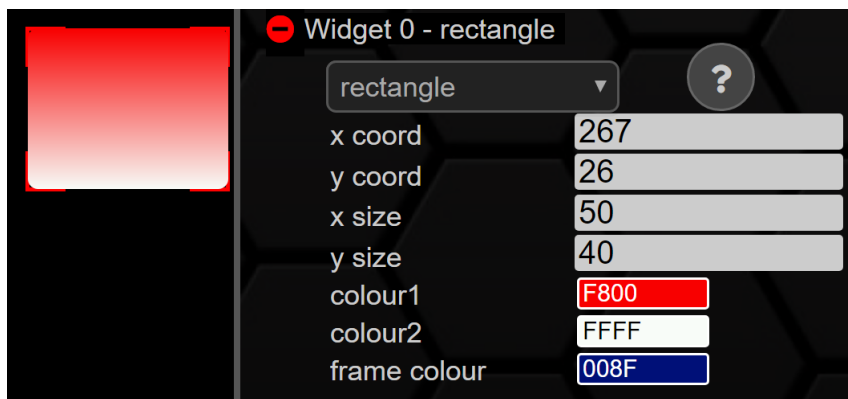 Widget 0 - rectangle
rectangle
?
x coord 267
y coord 26
x size 50
y size 40
colour1 F800
colour2 FFFF
frame colour 008F